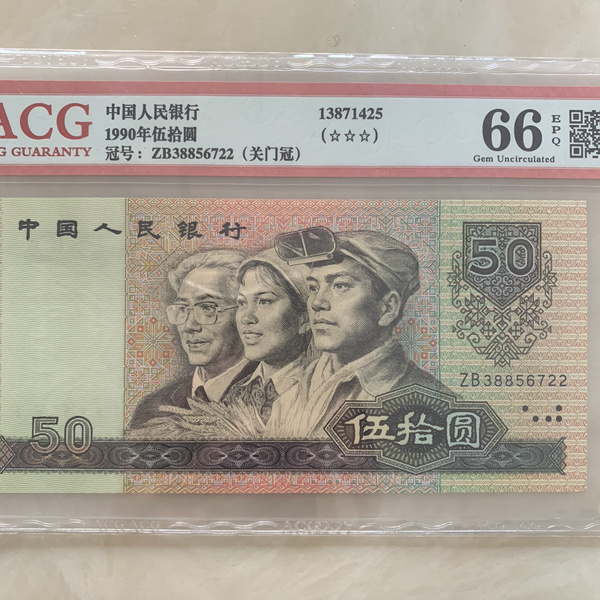 ACG
NG GUARANTY
中国人民银行
1990年伍拾圆
冠号：ZB38856722（关门冠）
13871425
(☆☆☆)
66
EPQ
Gem Uncirculated
中国人民银行
50
ZB38856722
50
伍拾圆